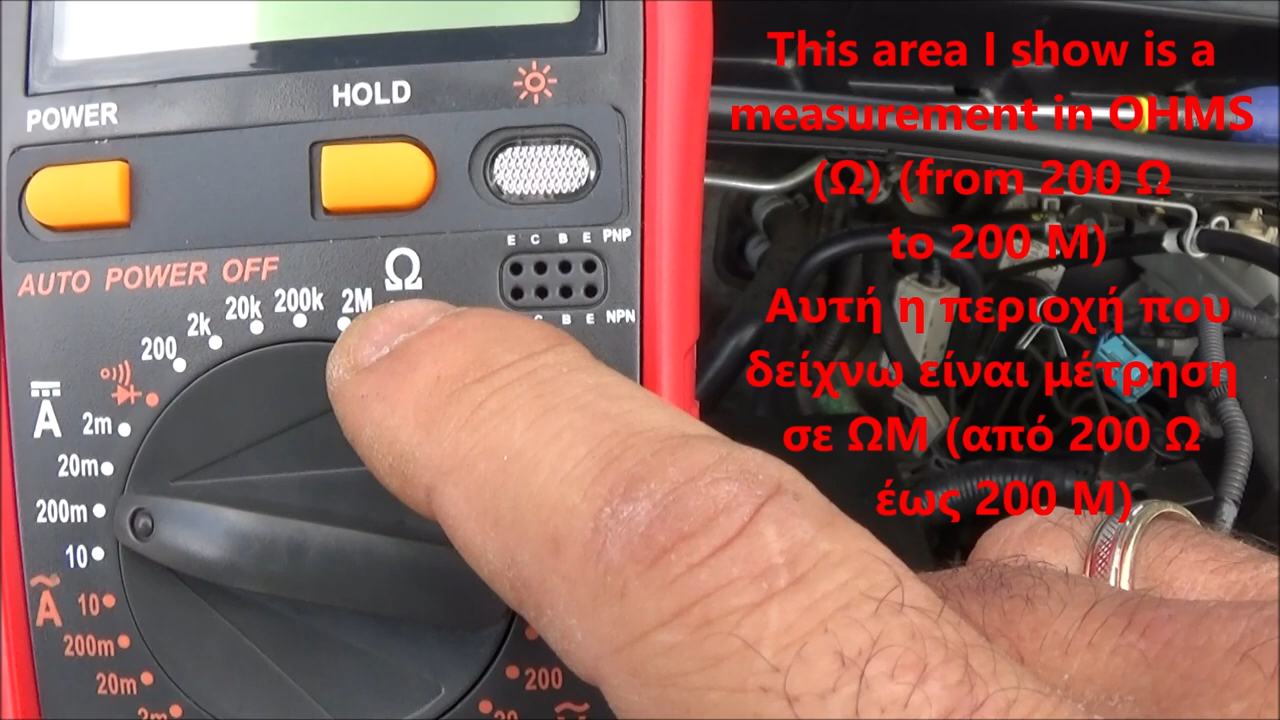 This area I show is a
measurement in OHMS
(Ω) (from 200 Ω
to 200 M)
Αυτή η περιοχή που
δείχνω είναι μέτρηση
σε ΩΜ (από 200 Ω
έως 200 Μ)
POWER
HOLD
E C B E PNP
C B E NPN
AUTO POWER OFF
Ω
200
2k
20k
200k
2M
A
2m
20m
200m
10
A
10
200m
20m
2m
200
20